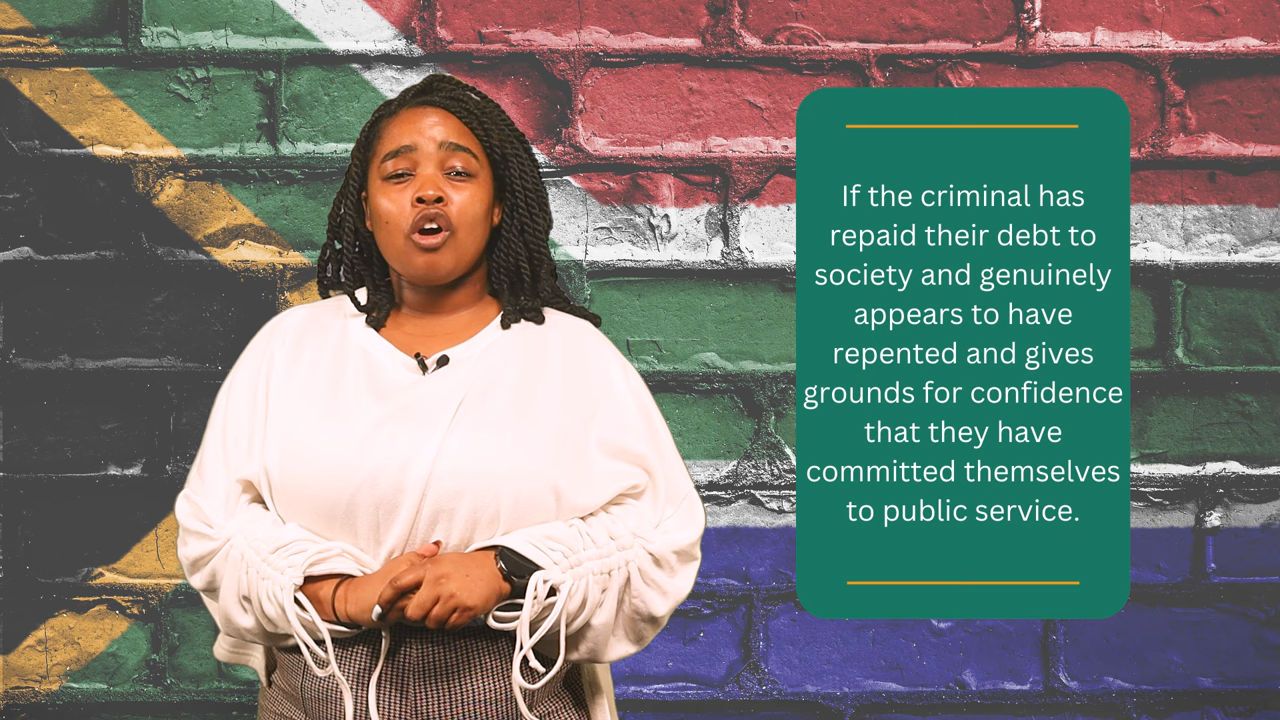 If the criminal has
repaid their debt to
society and genuinely
appears to have
repented and gives
grounds for confidence
that they have
committed themselves
to public service.